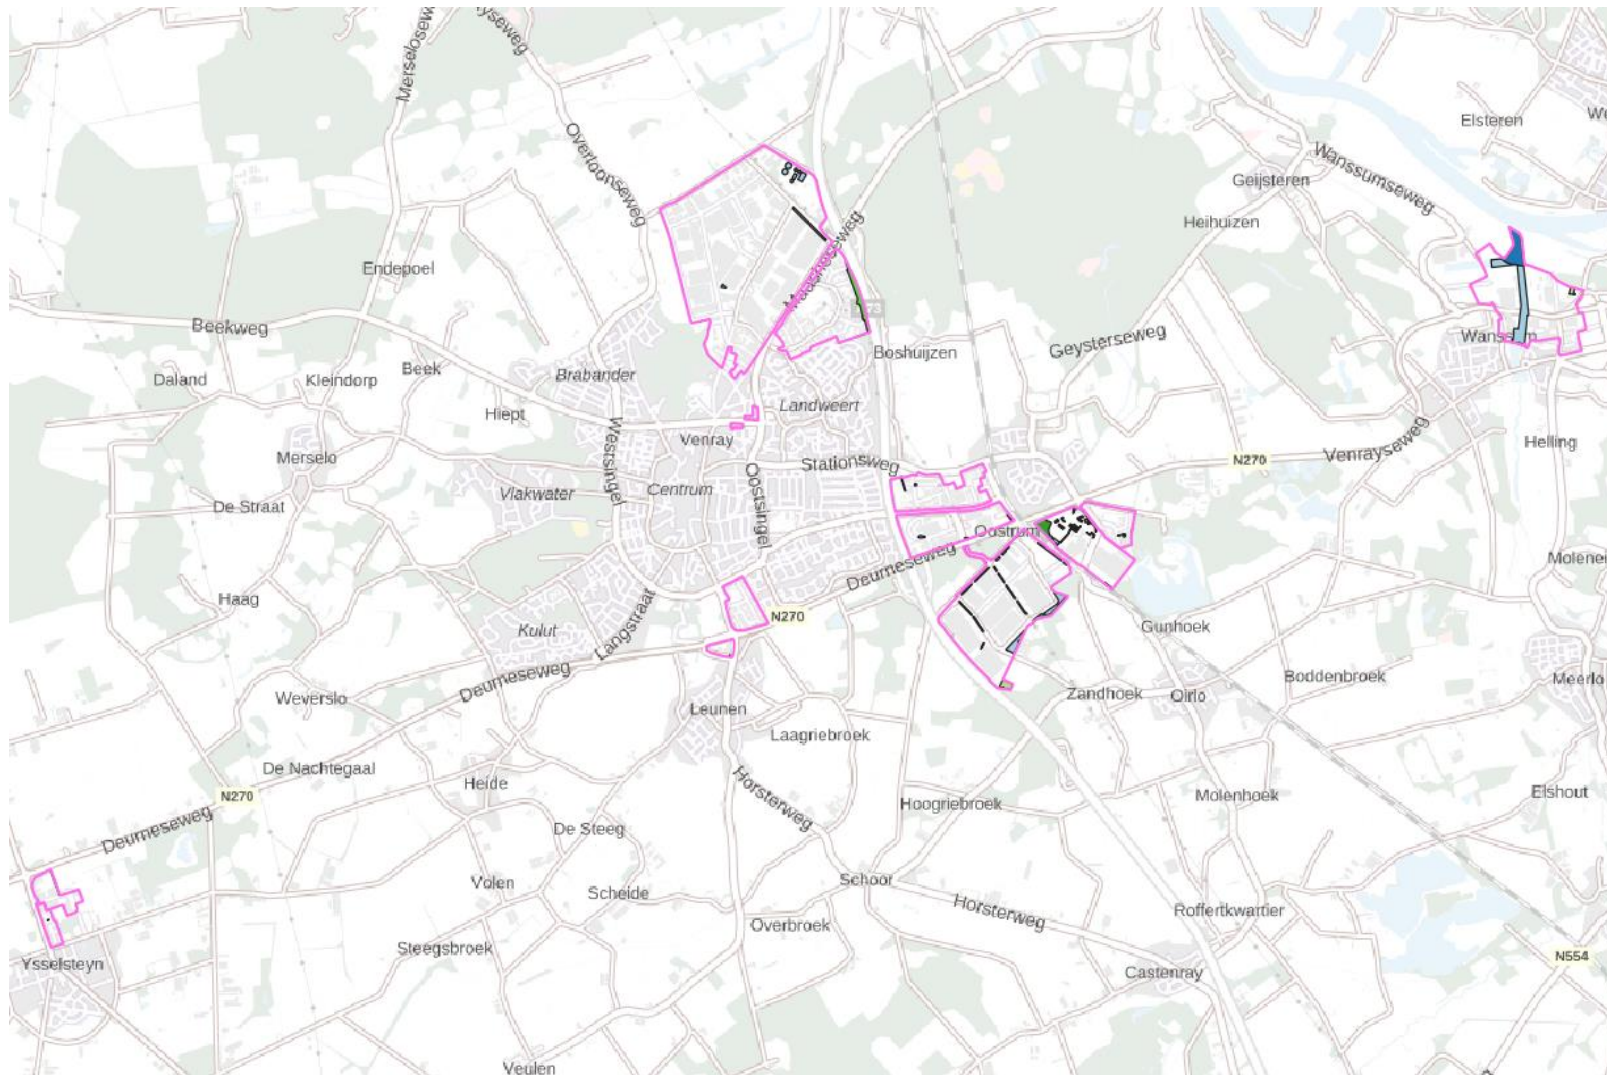 Merseloseweg
Overloonseweg
Elsteren
Wanssumseweg
Geijsteren
Heihuizen
Endepoel
Maasheseweg
Beekweg
Geysterseweg
Boshuijzen
Beek
Brabander
Daland
Kleindorp
Landweert
Hiept
Venray
Westsingel
Helling
Merselo
Stationsweg
N270
Venrayseweg
Vlakwater
Centrum
Oostsingel
De Straat
Oostrum
Deurneseweg
Haag
Langstraat
N270
Kulut
Gunhoek
Boddenbroek
Deurneseweg
Weverslo
Zandhoek
Oirlo
Meerlo
Leunen
Laagriebroek
De Nachtegaal
Heide
Horsterweg
N270
Hoogriebroek
Molenhoek
Elshout
Deurneseweg
De Steeg
Volen
Scheide
Schoor
Horsterweg
Roffertkwartier
Overbroek
Steegsbroek
N554
Ysselsteyn
Castenray
Veulen